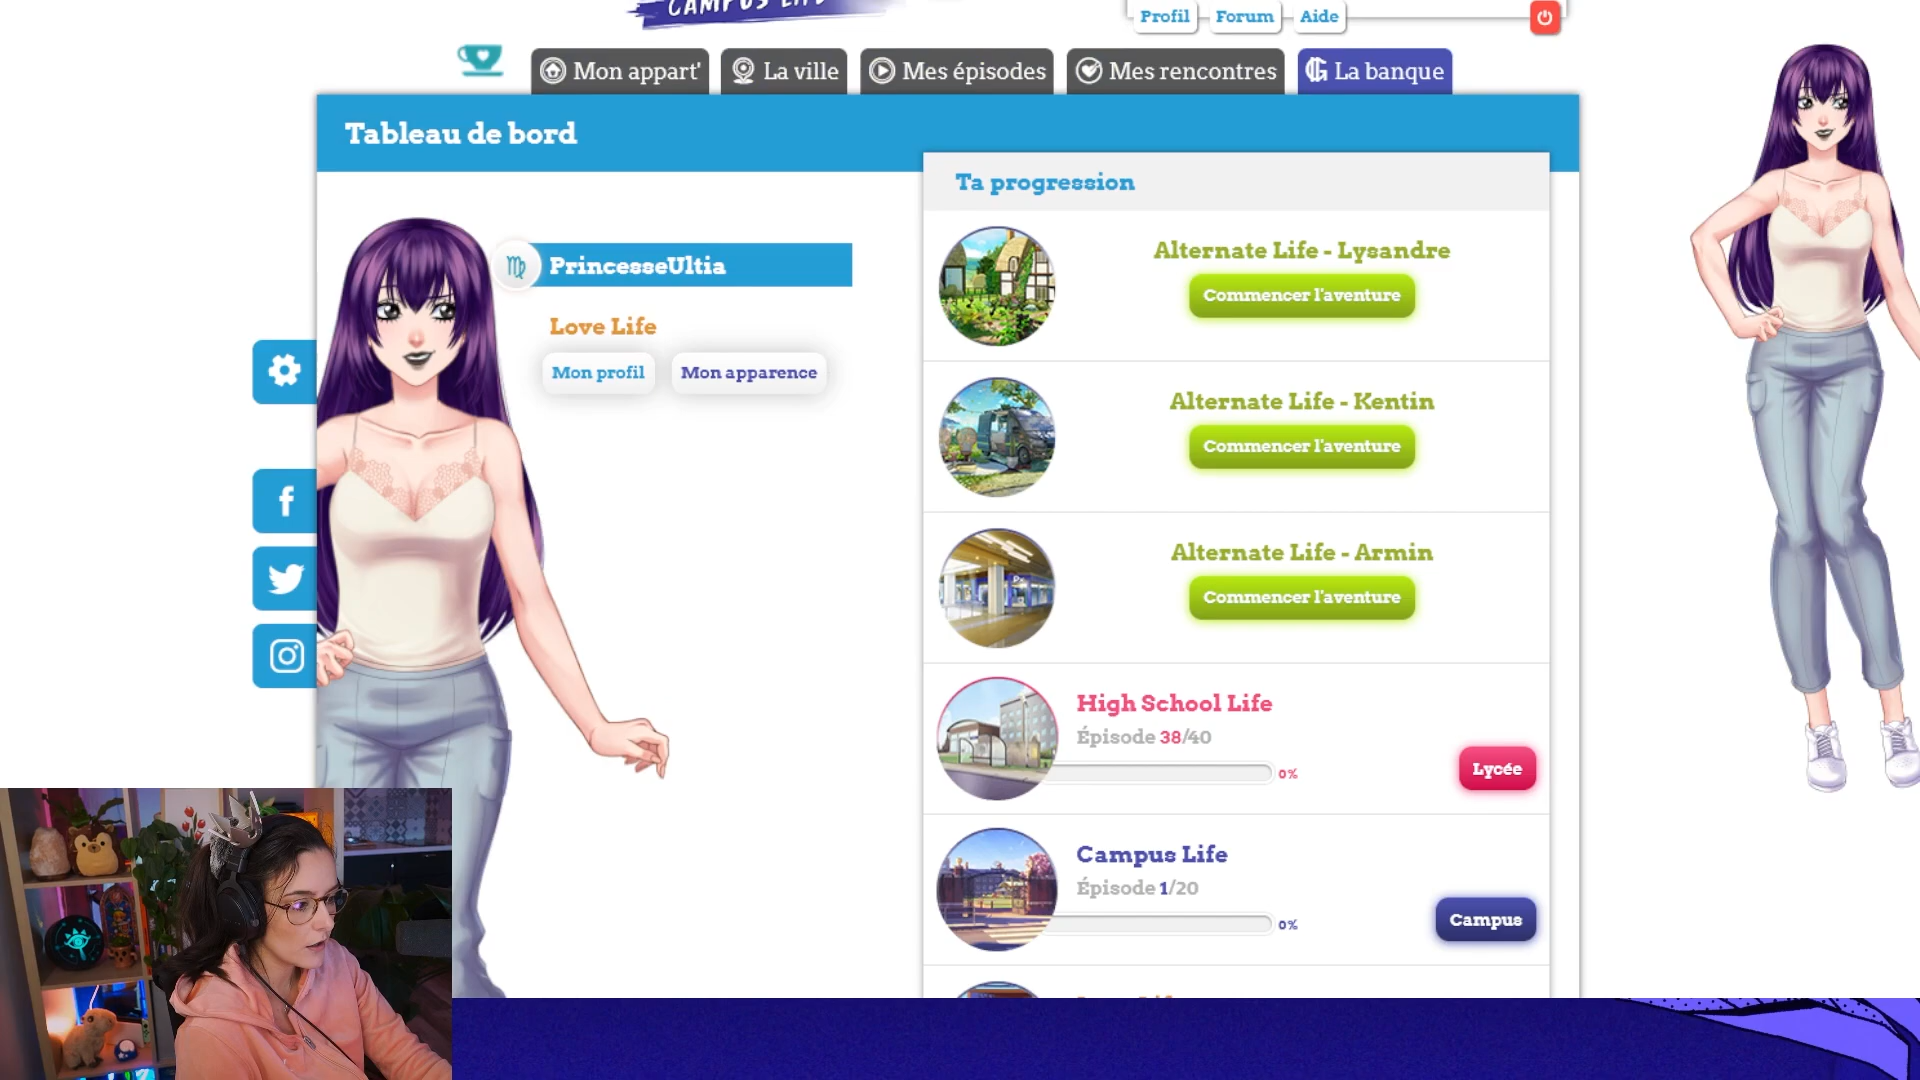 CAMPUS LIFE
Profil
Forum
Aide
Mon appart'
La ville
Mes épisodes
Mes rencontres
La banque
Tableau de bord
PrincesseUltia
Love Life
Mon profil
Mon apparence
Ta progression
Alternate Life - Lysandre
Commencer l'aventure
Alternate Life - Kentin
Commencer l'aventure
Alternate Life - Armin
Commencer l'aventure
High School Life
Épisode 38/40
0%
Lycée
Campus Life
Épisode 1/20
0%
Campus